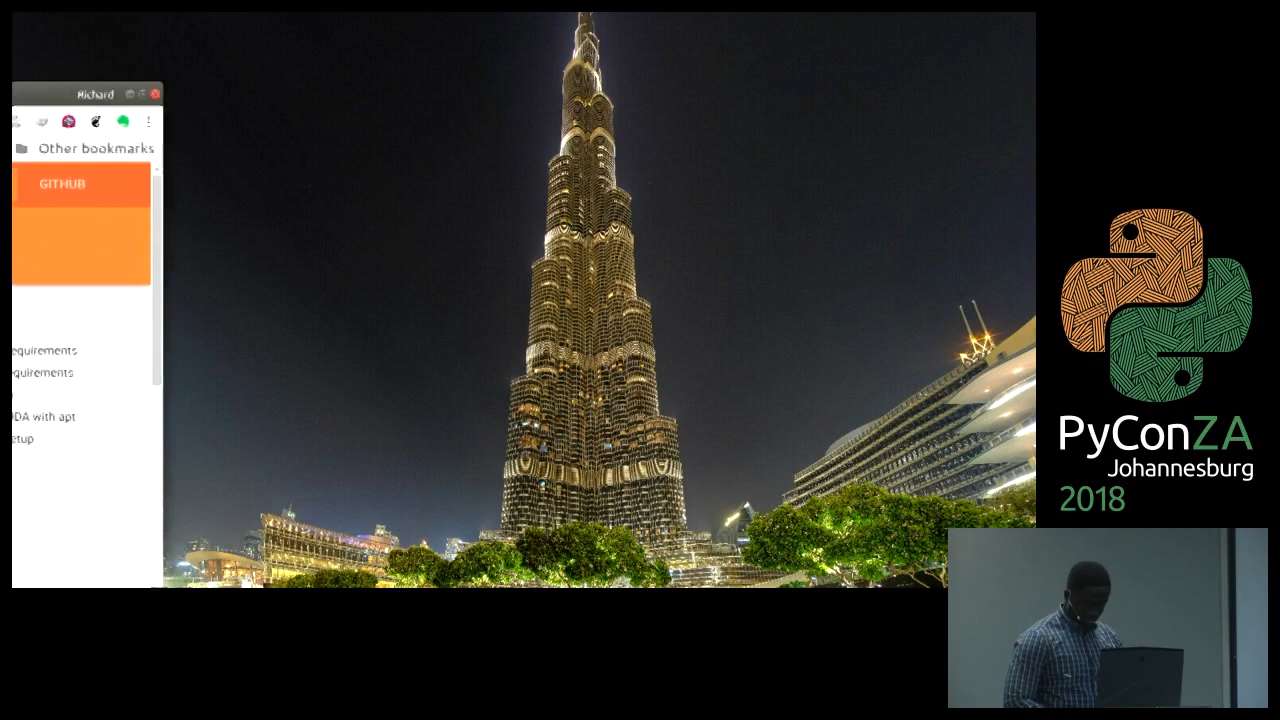 Richard
Other bookmarks
GITHUB
equirements
equirements
DA with apt
etup
PyConZA
Johannesburg
2018